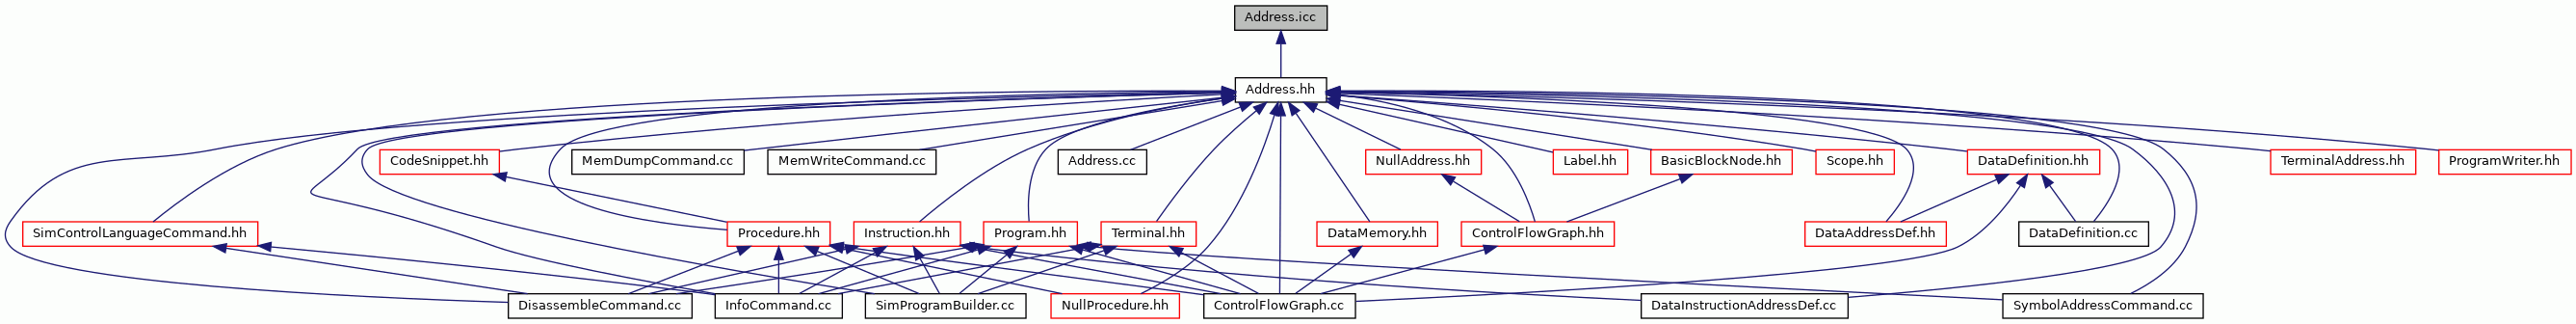 Address.icc
Address.hh
CodeSnippet.hh
MemDumpCommand.cc
MemWriteCommand.cc
Address.cc
NullAddress.hh
Label.hh
BasicBlockNode.hh
Scope.hh
DataDefinition.hh
TerminalAddress.hh
ProgramWriter.hh
SimControlLanguageCommand.hh
Procedure.hh
Instruction.hh
Program.hh
Terminal.hh
DataMemory.hh
ControlFlowGraph.hh
DataAddressDef.hh
DataDefinition.cc
DisassembleCommand.cc
InfoCommand.cc
SimProgramBuilder.cc
NullProcedure.hh
ControlFlowGraph.cc
DataInstructionAddressDef.cc
SymbolAddressCommand.cc